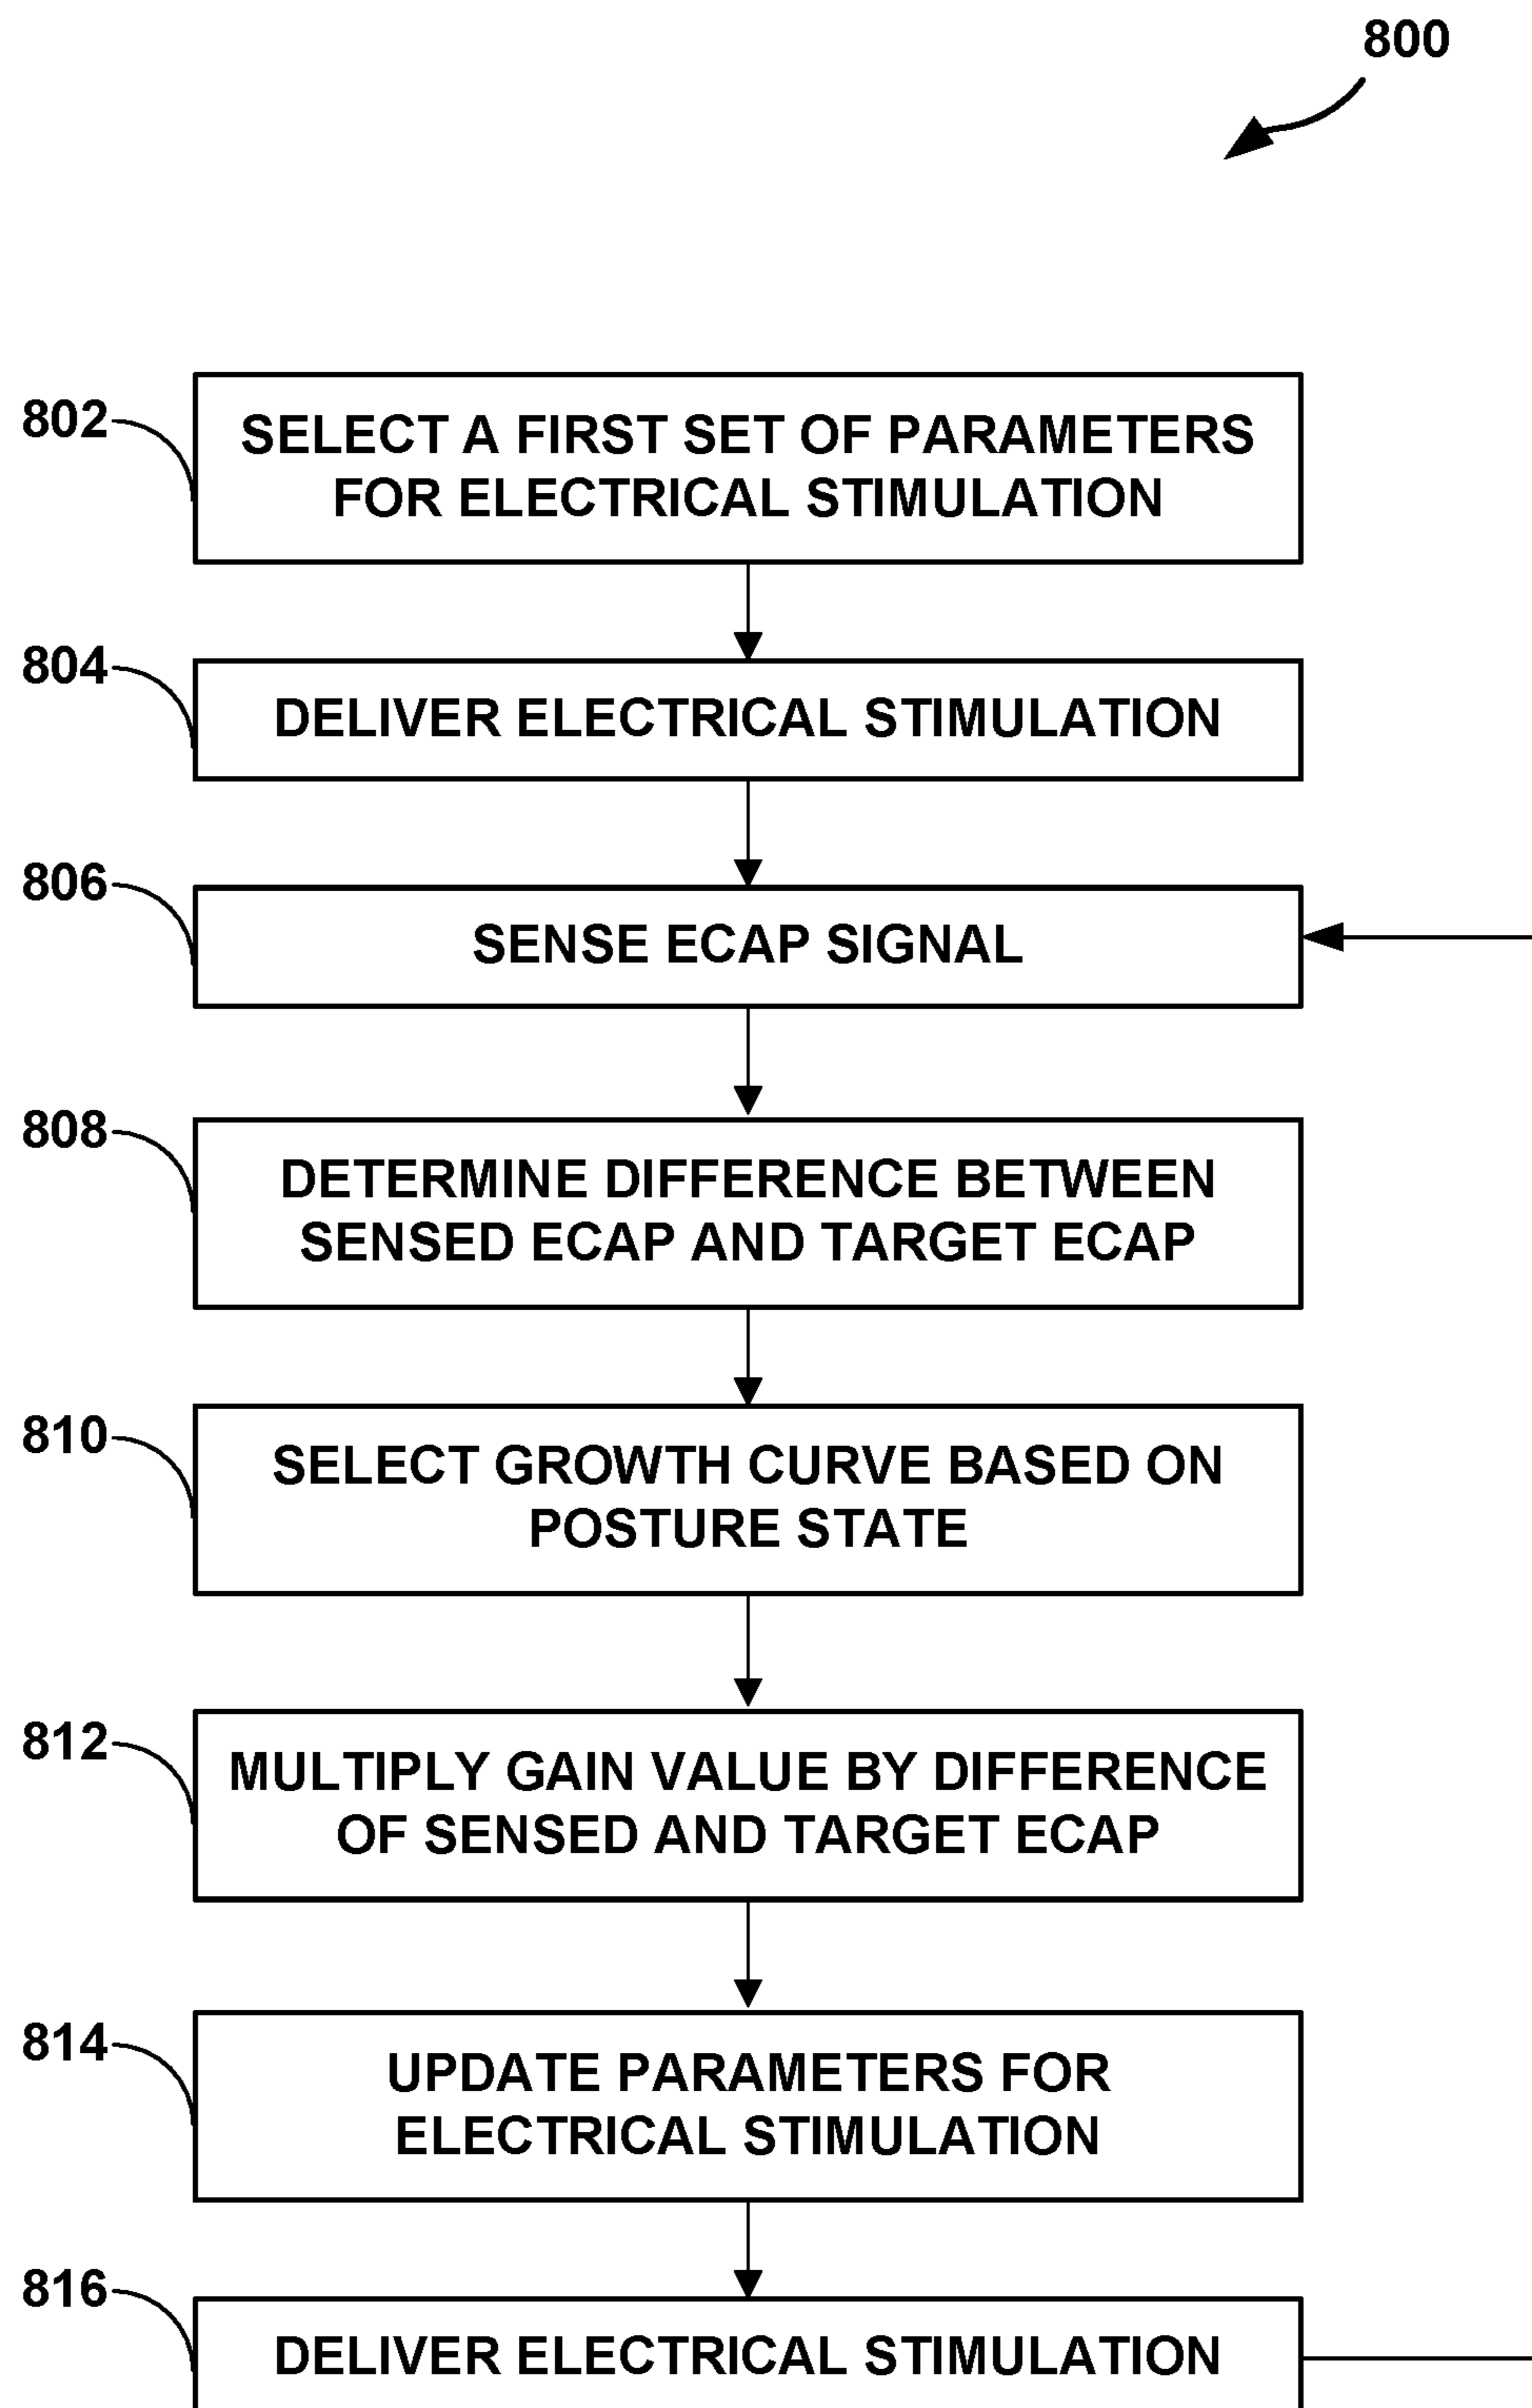 800
802
SELECT A FIRST SET OF PARAMETERS
FOR ELECTRICAL STIMULATION
804
DELIVER ELECTRICAL STIMULATION
806
SENSE ECAP SIGNAL
808
DETERMINE DIFFERENCE BETWEEN
SENSED ECAP AND TARGET ECAP
810
SELECT GROWTH CURVE BASED ON
POSTURE STATE
812
MULTIPLY GAIN VALUE BY DIFFERENCE
OF SENSED AND TARGET ECAP
814
UPDATE PARAMETERS FOR
ELECTRICAL STIMULATION
816
DELIVER ELECTRICAL STIMULATION